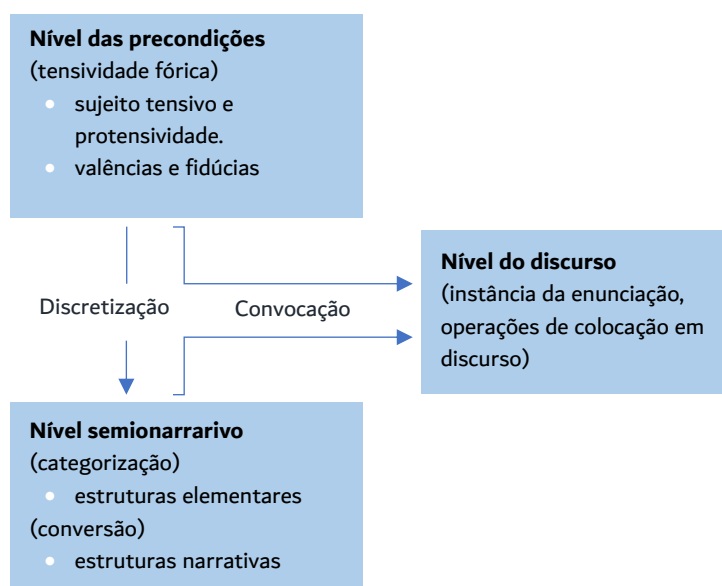 Nível das precondições
(tensividade fórica)
• sujeito tensivo e
protensividade.
• valências e fidúcias
Discretização
Convocação
Nível do discurso
(instância da enunciação,
operações de colocação em
discurso)
Nível semionarrarivo
(categorização)
• estruturas elementares
(conversão)
• estruturas narrativas